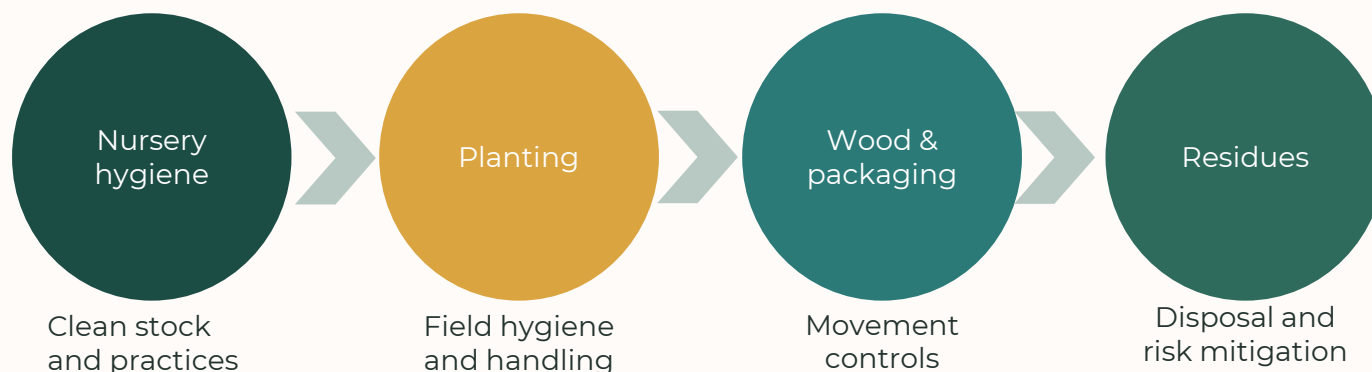 Nursery
hygiene
Planting
Wood &
packaging
Residues
Clean stock
and practices
Field hygiene
and handling
Movement
controls
Disposal and
risk mitigation